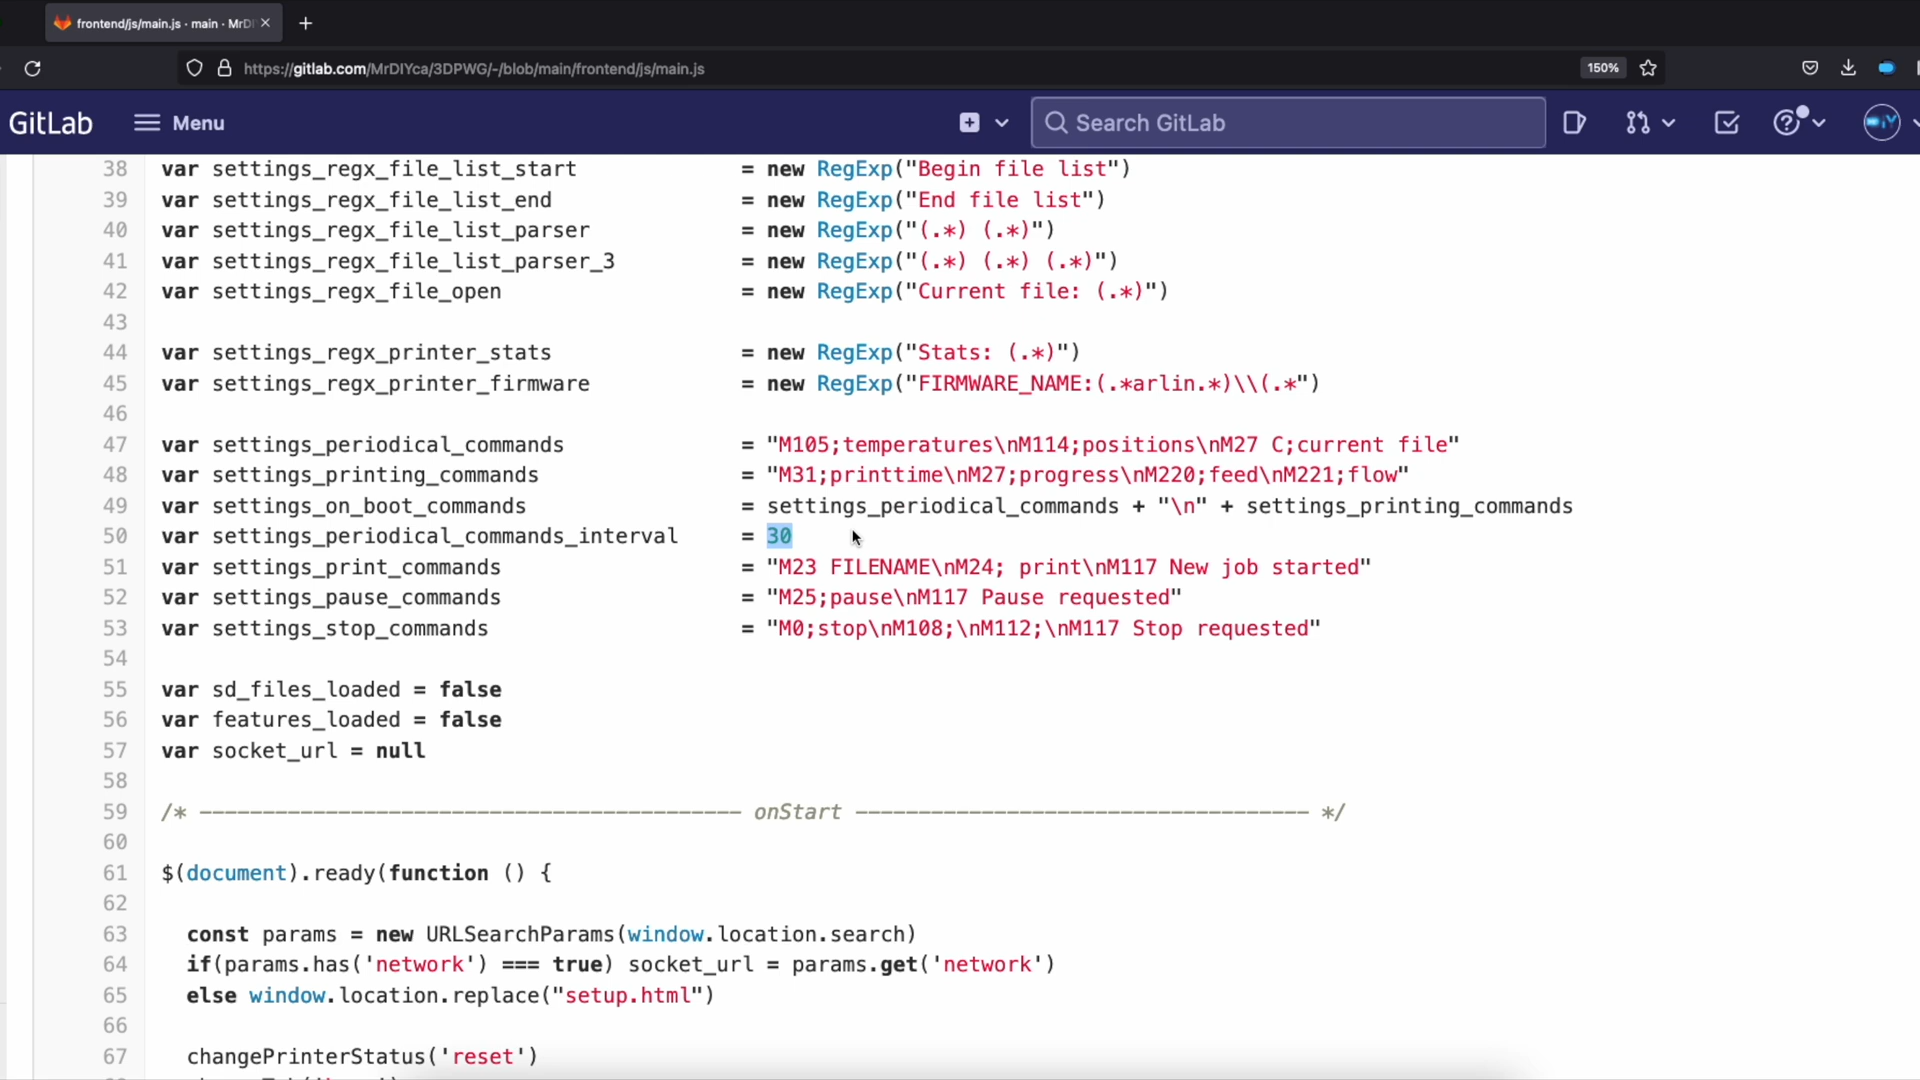 frontend/js/main.js · main · MrDI
https://gitlab.com/MrDIYca/3DPWG/-/blob/main/frontend/js/main.js
150%
GitLab
Menu
Search GitLab
38 var settings_regx_file_list_start = new RegExp("Begin file list")
39 var settings_regx_file_list_end = new RegExp("End file list")
40 var settings_regx_file_list_parser = new RegExp("(.*) (.*)")
41 var settings_regx_file_list_parser_3 = new RegExp("(.*) (.*) (.*)")
42 var settings_regx_file_open = new RegExp("Current file: (.*)")
43
44 var settings_regx_printer_stats = new RegExp("Stats: (.*)")
45 var settings_regx_printer_firmware = new RegExp("FIRMWARE_NAME:(.*arlin.*)\\(.*")
46
47 var settings_periodical_commands = "M105;temperatures\nM114;positions\nM27 C;current file"
48 var settings_printing_commands = "M31;printtime\nM27;progress\nM220;feed\nM221;flow"
49 var settings_on_boot_commands = settings_periodical_commands + "\n" + settings_printing_commands
50 var settings_periodical_commands_interval = 30
51 var settings_print_commands = "M23 FILENAME\nM24; print\nM117 New job started"
52 var settings_pause_commands = "M25;pause\nM117 Pause requested"
53 var settings_stop_commands = "M0;stop\nM108;\nM112;\nM117 Stop requested"
54
55 var sd_files_loaded = false
56 var features_loaded = false
57 var socket_url = null
58
59 /* ------------------------------------------- onStart ------------------------------------ */
60
61 $(document).ready(function () {
62
63 const params = new URLSearchParams(window.location.search)
64 if(params.has('network') === true) socket_url = params.get('network')
65 else window.location.replace("setup.html")
66
67 changePrinterStatus('reset')